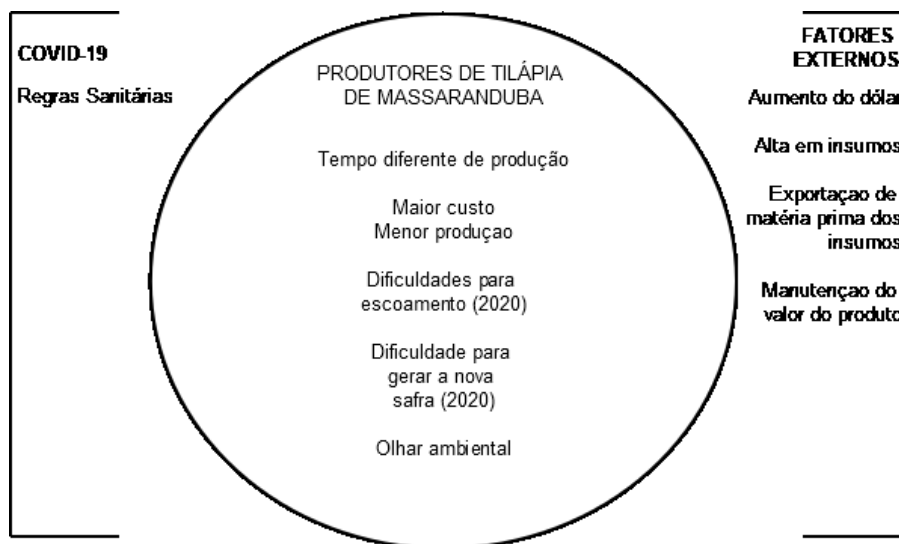 COVID-19
Regras Sanitárias
PRODUTORES DE TILÁPIA
DE MASSARANDUBA
Tempo diferente de produção
Maior custo
Menor produçao
Dificuldades para
escoamento (2020)
Dificuldade para
gerar a nova
safra (2020)
Olhar ambiental
FATORES
EXTERNOS
Aumento do dólar
Alta em insumos
Exportaçao de
matéria prima dos
insumos
Manutençao do
valor do produto